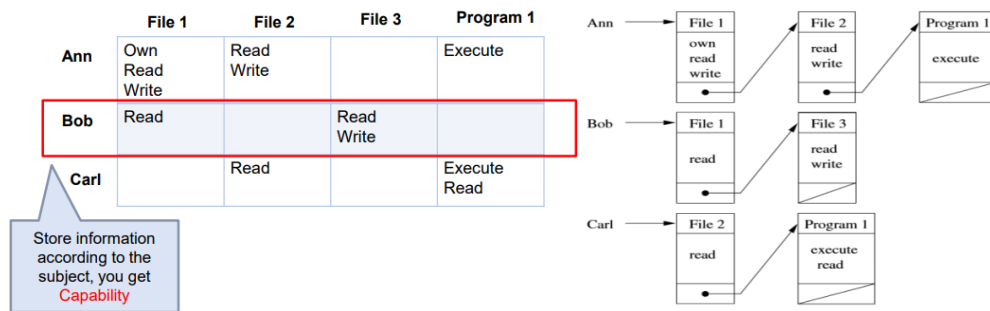 File 1 File 2 File 3 Program 1
Ann
Own
Read
Write
Read
Write
Execute
Bob
Read
Read
Write
Carl
Read
Execute
Read
Store information
according to the
subject, you get
Capability
Ann
File 1
own
read
write
File 2
read
write
Program 1
execute
Bob
File 1
read
File 3
read
write
Carl
File 2
read
Program 1
execute
read